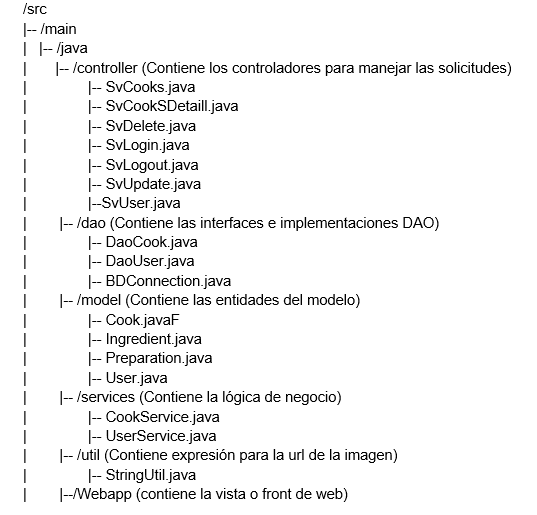 /src
|-- /main
| |-- /java
| |-- /controller (Contiene los controladores para manejar las solicitudes)
| |-- SvCooks.java
| |-- SvCookSDetaill.java
| |-- SvDelete.java
| |-- SvLogin.java
| |-- SvLogout.java
| |-- SvUpdate.java
| |--SvUser.java
| |-- /dao (Contiene las interfaces e implementaciones DAO)
| |-- DaoCook.java
| |-- DaoUser.java
| |-- BDConnection.java
| |-- /model (Contiene las entidades del modelo)
| |-- Cook.javaF
| |-- Ingredient.java
| |-- Preparation.java
| |-- User.java
| |-- /services (Contiene la lógica de negocio)
| |-- CookService.java
| |-- UserService.java
| |-- /util (Contiene expresión para la url de la imagen)
| |-- StringUtil.java
| |--/Webapp (contiene la vista o front de web)